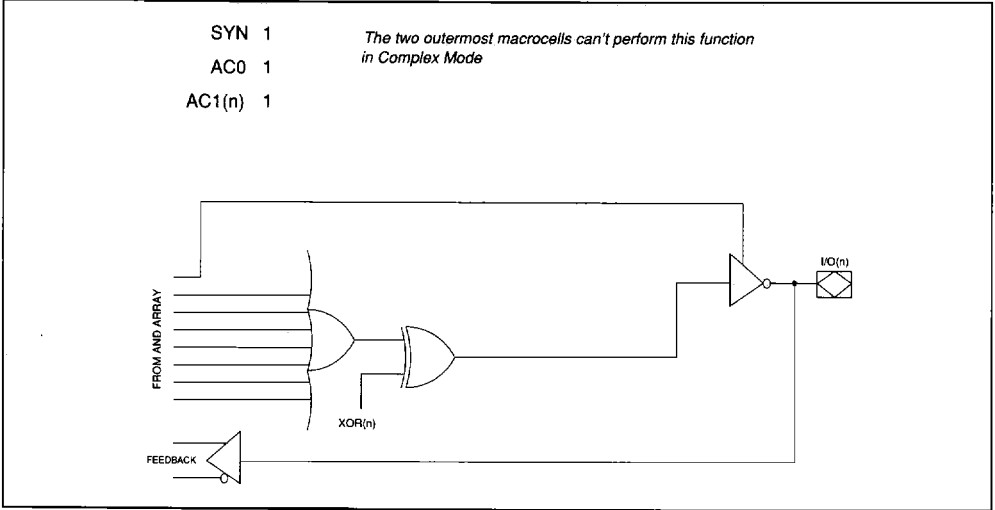 SYN 1
AC0 1
AC1(n) 1
The two outermost macrocells can't perform this function
in Complex Mode
I/O(n)
FROM AND ARRAY
XOR(n)
FEEDBACK